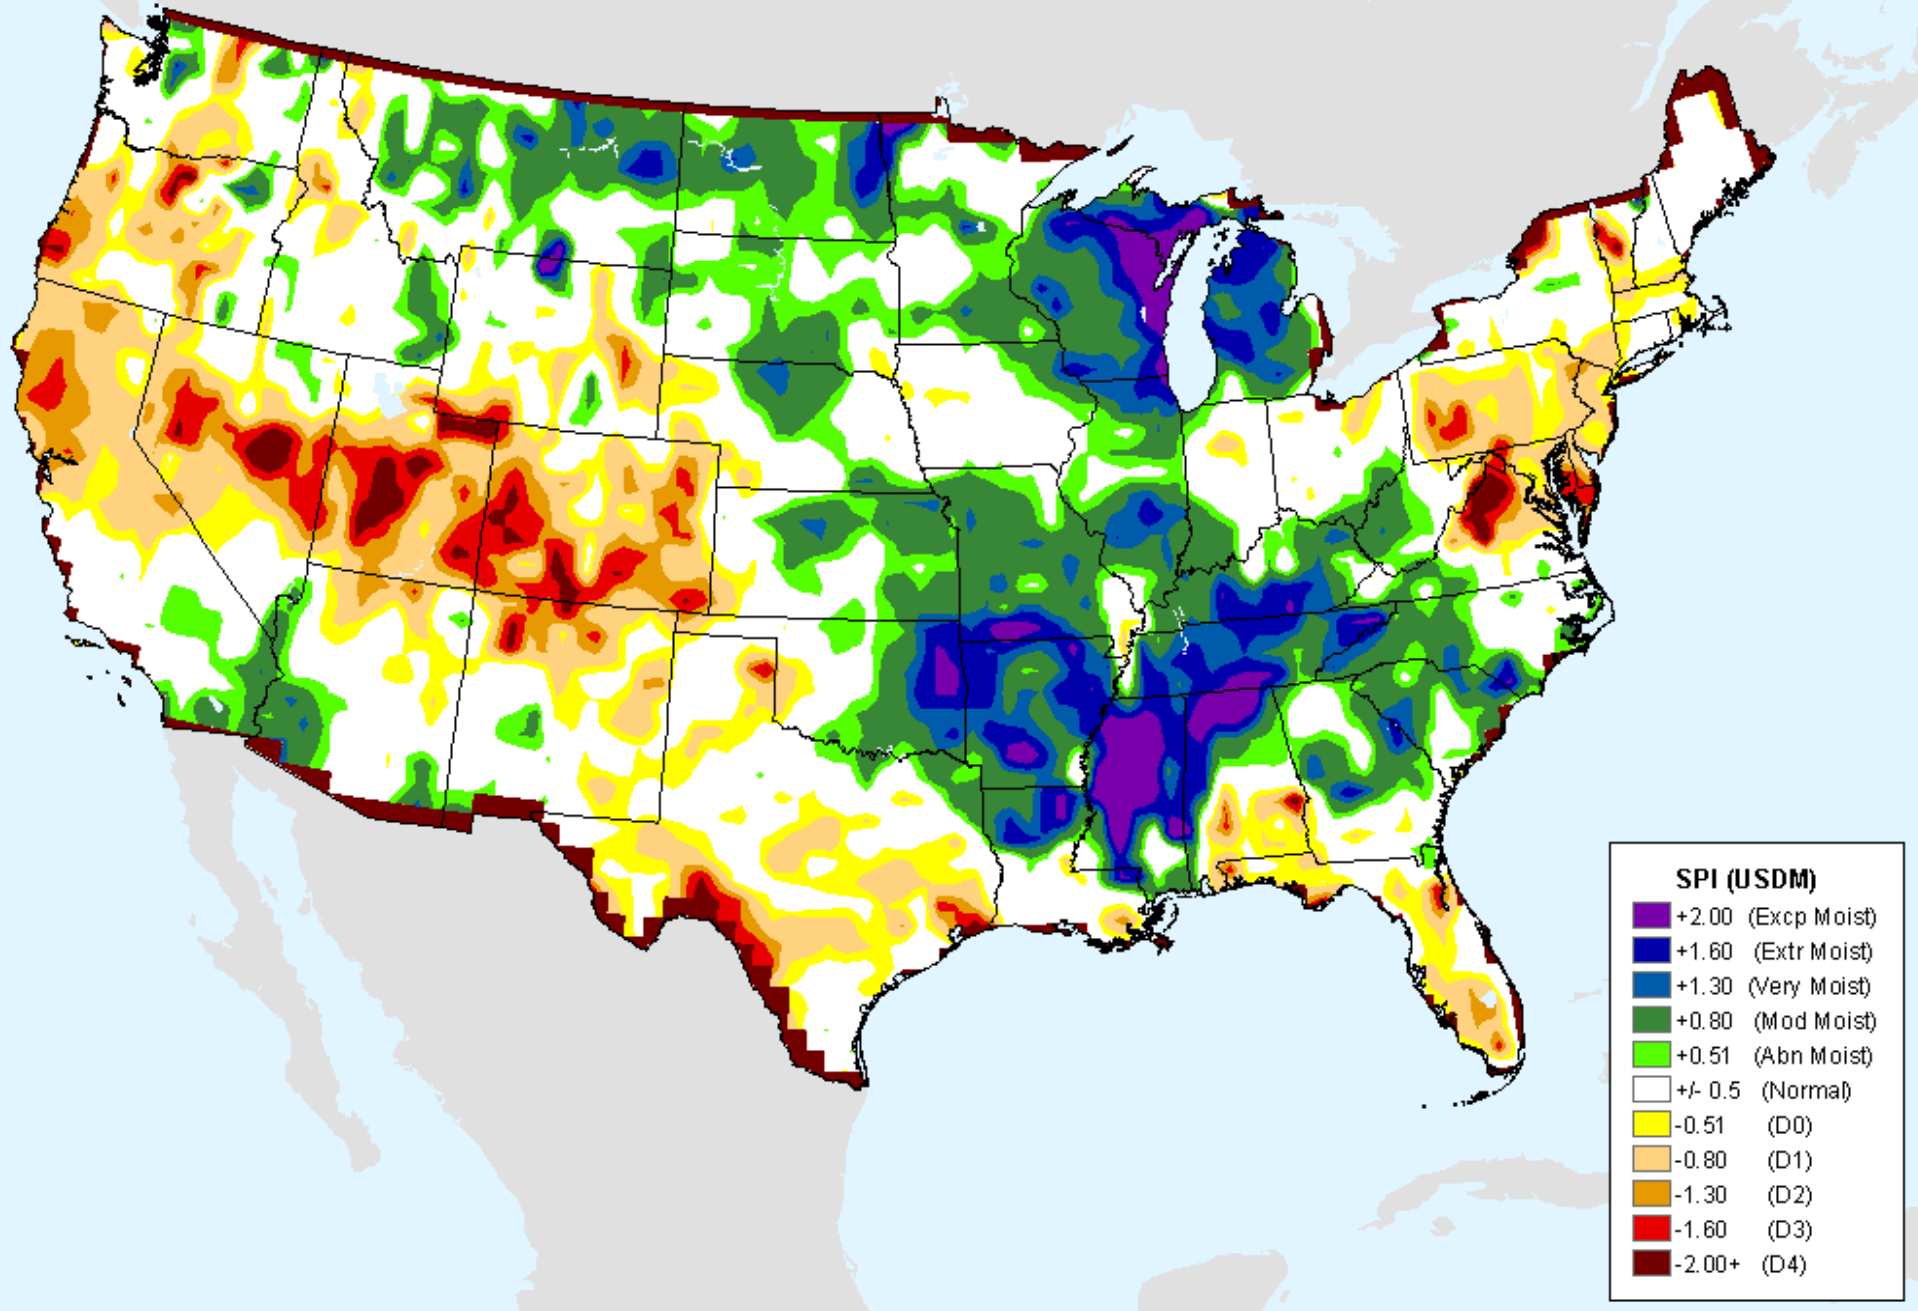 SPI (USDM)
+2.00 (Excp Moist)
+1.60 (Extr Moist)
+1.30 (Very Moist)
+0.80 (Mod Moist)
+0.51 (Abn Moist)
+/- 0.5 (Normal)
-0.51 (D0)
-0.80 (D1)
-1.30 (D2)
-1.60 (D3)
-2.00+ (D4)